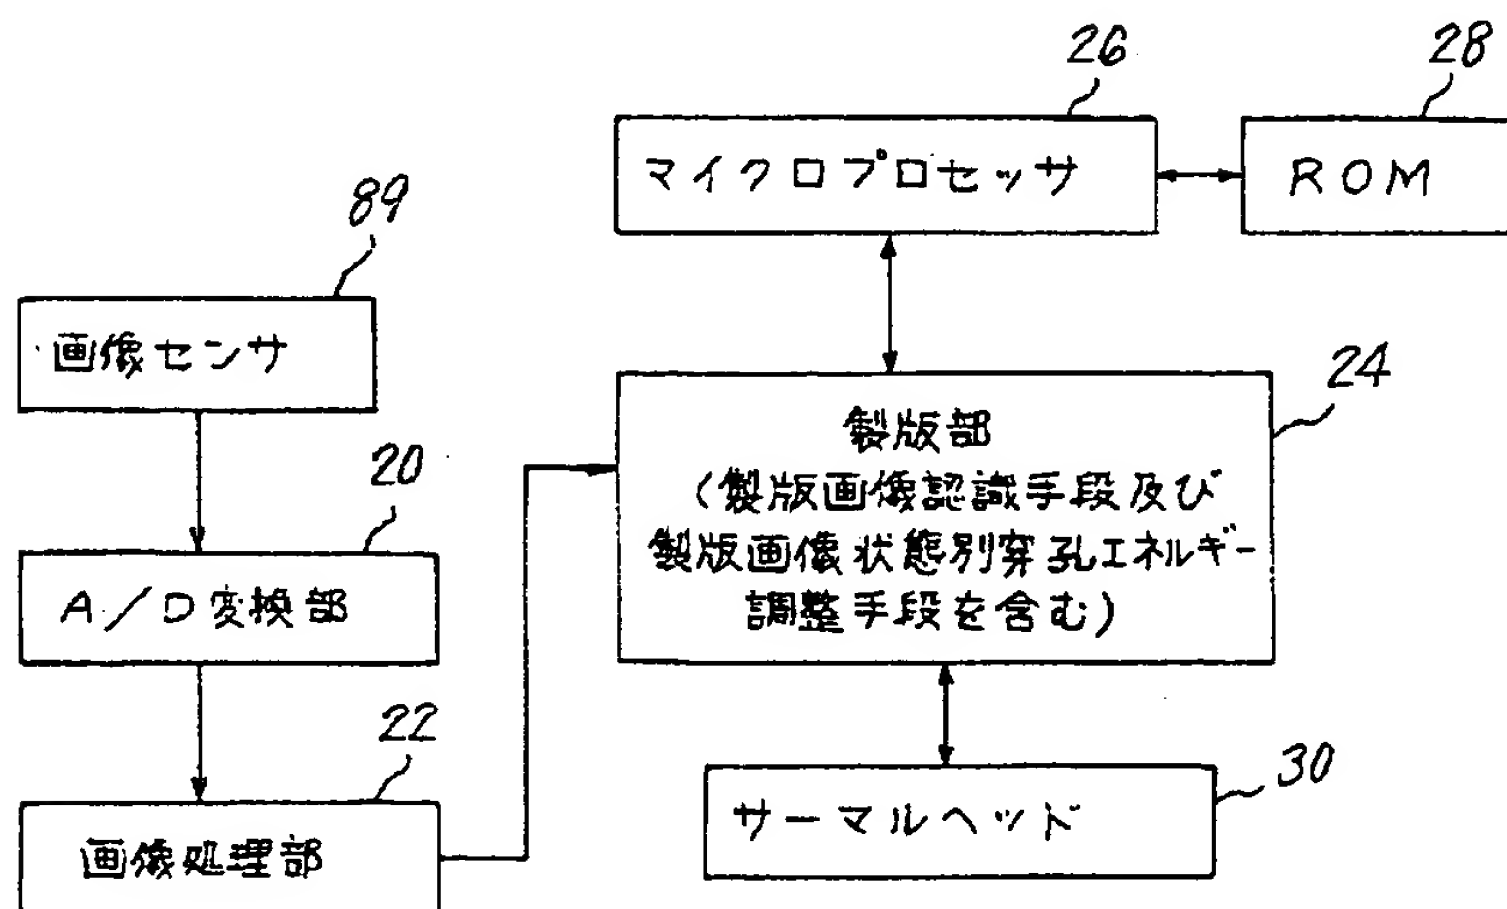 26
28
マイクロプロセッサ
ROM
89
画像センサ
24
製版部
(製版画像認識手段及び
製版画像状態別穿孔エネルギー
調整手段を含む)
20
A/D変換部
22
画像処理部
30
サーマルヘッド